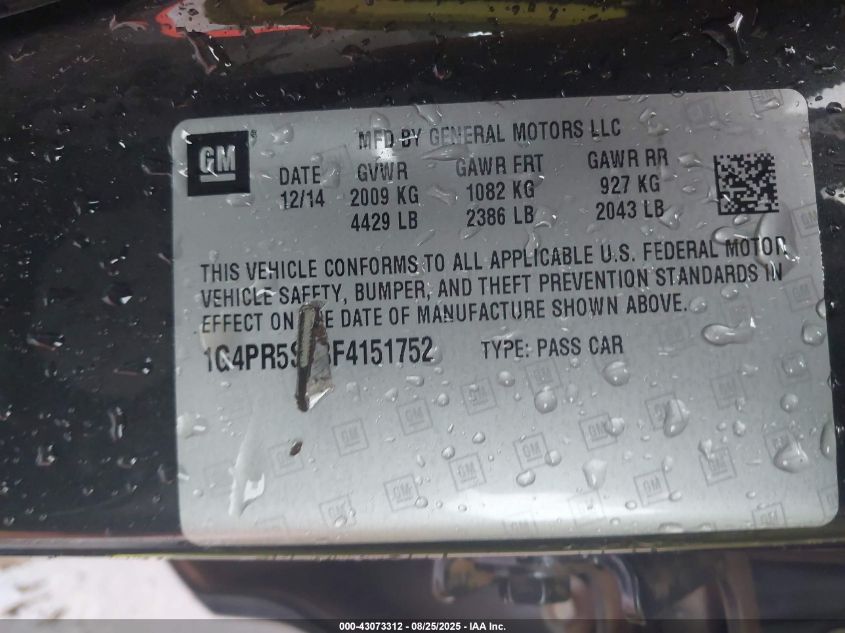 GM
MFD BY GENERAL MOTORS LLC
DATE GVWR GAWR FRT GAWR RR
12/14 2009 KG 1082 KG 927 KG
4429 LB 2386 LB 2043 LB
THIS VEHICLE CONFORMS TO ALL APPLICABLE U.S. FEDERAL MOTOR
VEHICLE SAFETY, BUMPER, AND THEFT PREVENTION STANDARDS IN
EFFECT ON DATE OF MANUFACTURE SHOWN ABOVE.
TYPE: PASS CAR
000-43073312 - 08/25/2025 - IAA Inc.